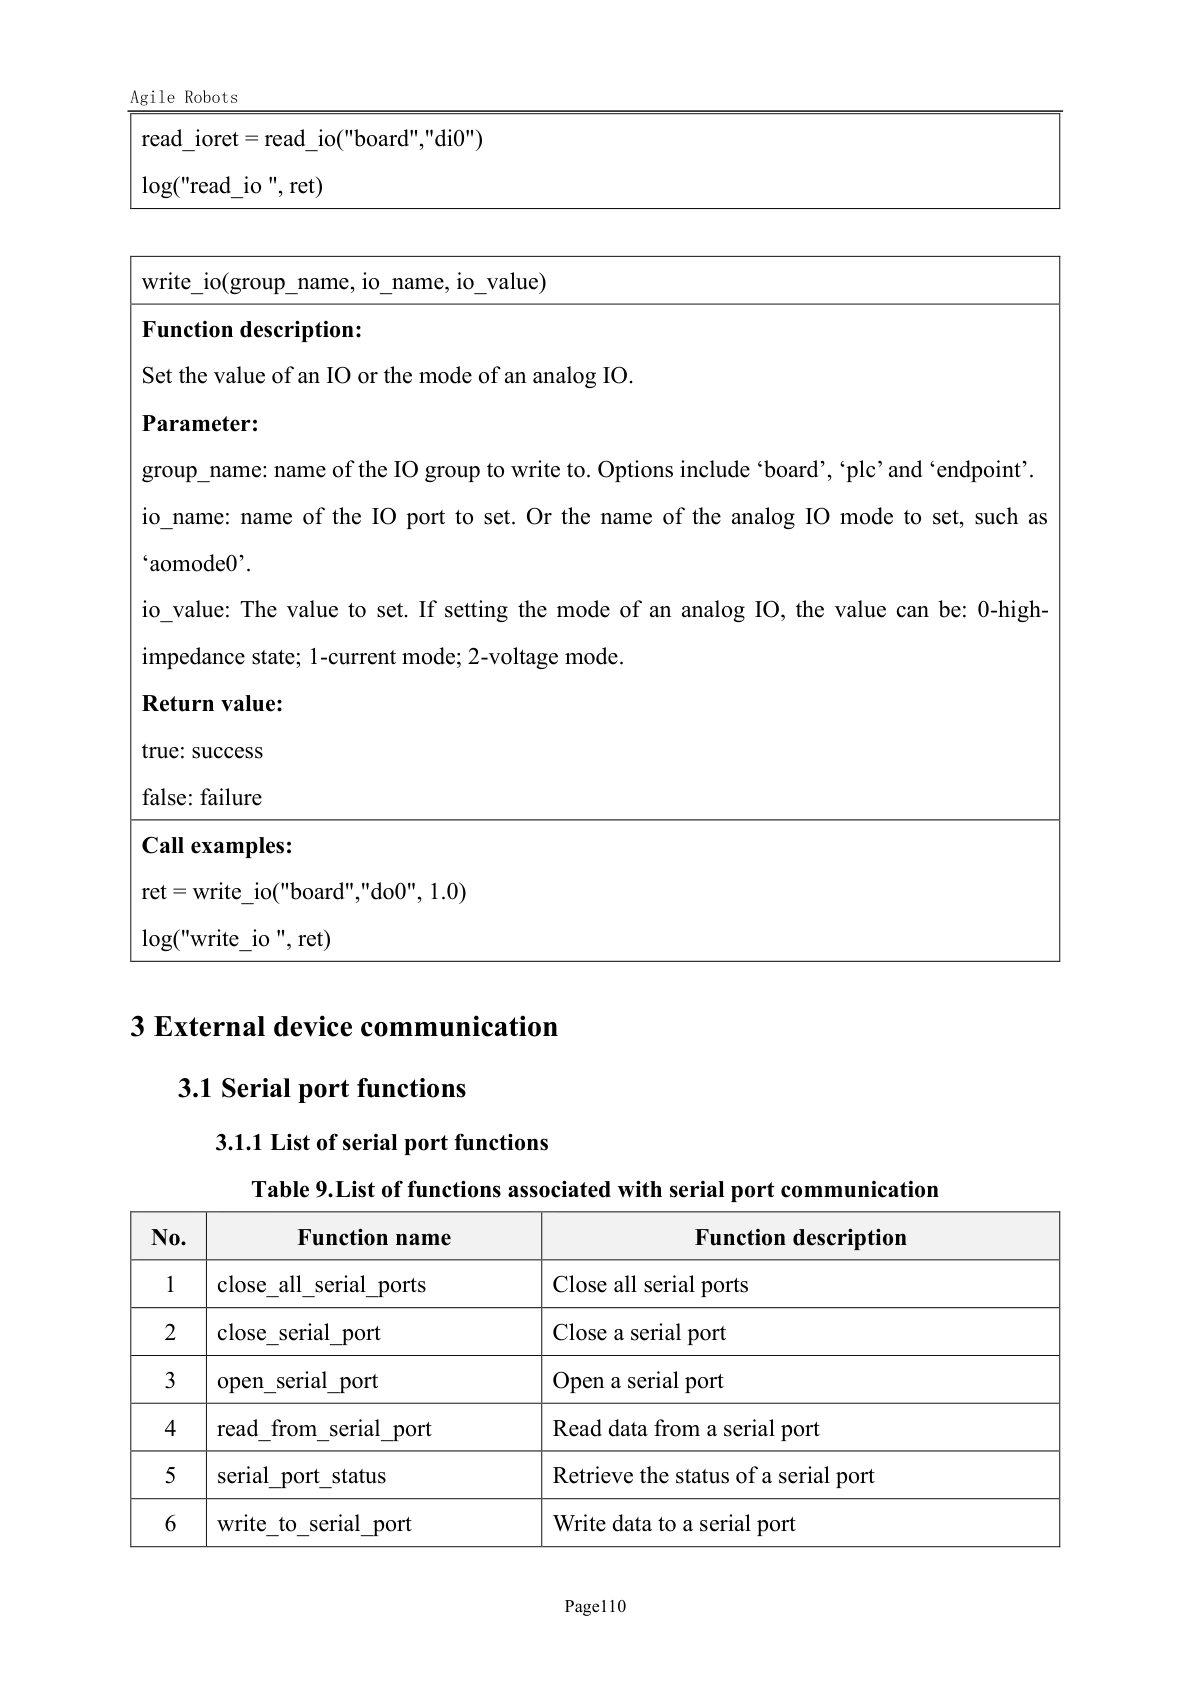 Agile Robots
read_ioret = read_io("board","di0")
log("read_io ", ret)
write_io(group_name, io_name, io_value)
Function description:
Set the value of an IO or the mode of an analog IO.
Parameter:
group_name: name of the IO group to write to. Options include ‘board’, ‘plc’ and ‘endpoint’.
io_name: name of the IO port to set. Or the name of the analog IO mode to set, such as
‘aomode0’.
io_value: The value to set. If setting the mode of an analog IO, the value can be: 0-high-
impedance state; 1-current mode; 2-voltage mode.
Return value:
true: success
false: failure
Call examples:
ret = write_io("board","do0", 1.0)
log("write_io ", ret)
3 External device communication
3.1 Serial port functions
3.1.1 List of serial port functions
Table 9.List of functions associated with serial port communication
No. Function name Function description
1 close_all_serial_ports Close all serial ports
2 close_serial_port Close a serial port
3 open_serial_port Open a serial port
4 read_from_serial_port Read data from a serial port
5 serial_port_status Retrieve the status of a serial port
6 write_to_serial_port Write data to a serial port
Page110